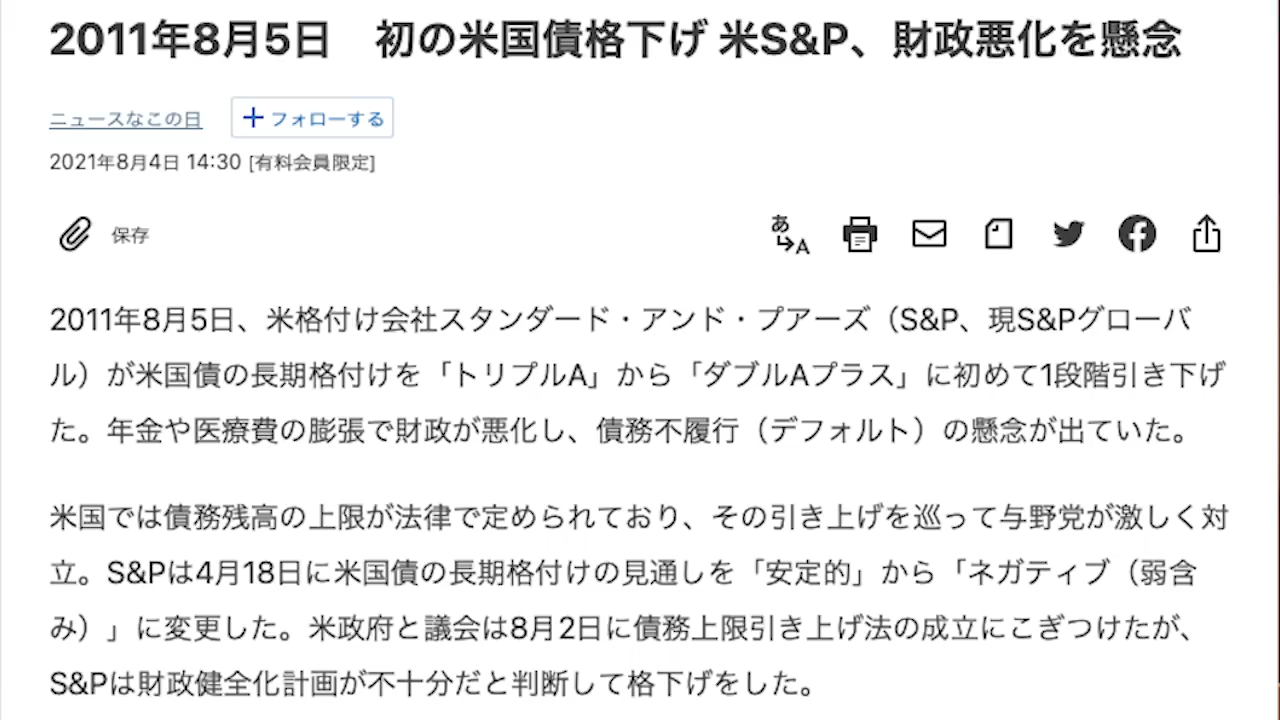 2011年8月5日　初の米国債格下げ 米S&P、財政悪化を懸念
ニュースなこの日
+ フォローする
2021年8月4日 14:30 [有料会員限定]
保存
あ
A
2011年8月5日、米格付け会社スタンダード・アンド・プアーズ（S&P、現S&Pグローバ
ル）が米国債の長期格付けを「トリプルA」から「ダブルAプラス」に初めて1段階引き下げ
た。年金や医療費の膨張で財政が悪化し、債務不履行（デフォルト）の懸念が出ていた。
米国では債務残高の上限が法律で定められており、その引き上げを巡って与野党が激しく対
立。S&Pは4月18日に米国債の長期格付けの見通しを「安定的」から「ネガティブ（弱含
み）」に変更した。米政府と議会は8月2日に債務上限引き上げ法の成立にこぎつけたが、
S&Pは財政健全化計画が不十分だと判断して格下げをした。